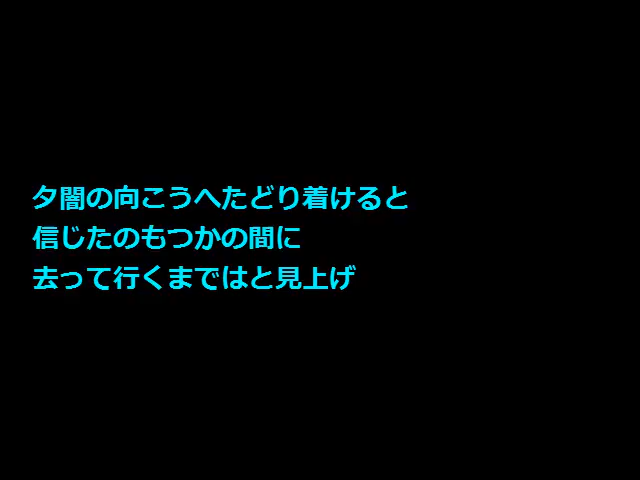 夕闇の向こうへたどり着けると
信じたのもつかの間に
去って行くまではと見上げ